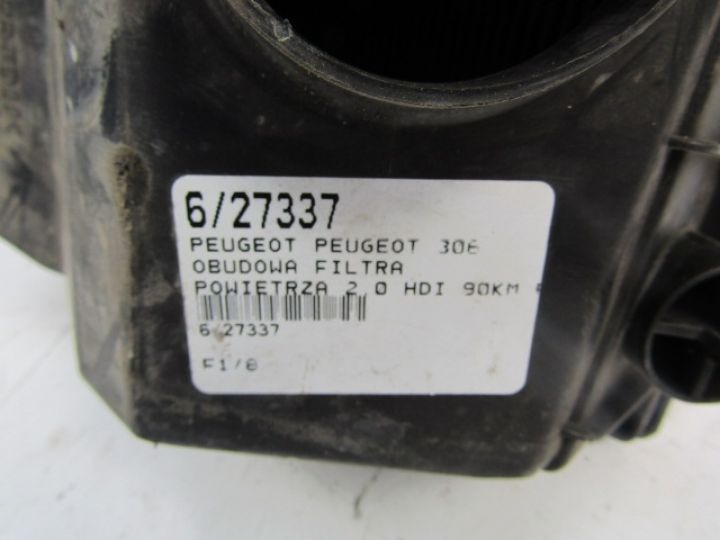 6/27337
PEUGEOT PEUGEOT 306
OBUDOWA FILTRA
POWIETRZA 2.0 HDI 90KM
6/27337
F1/8